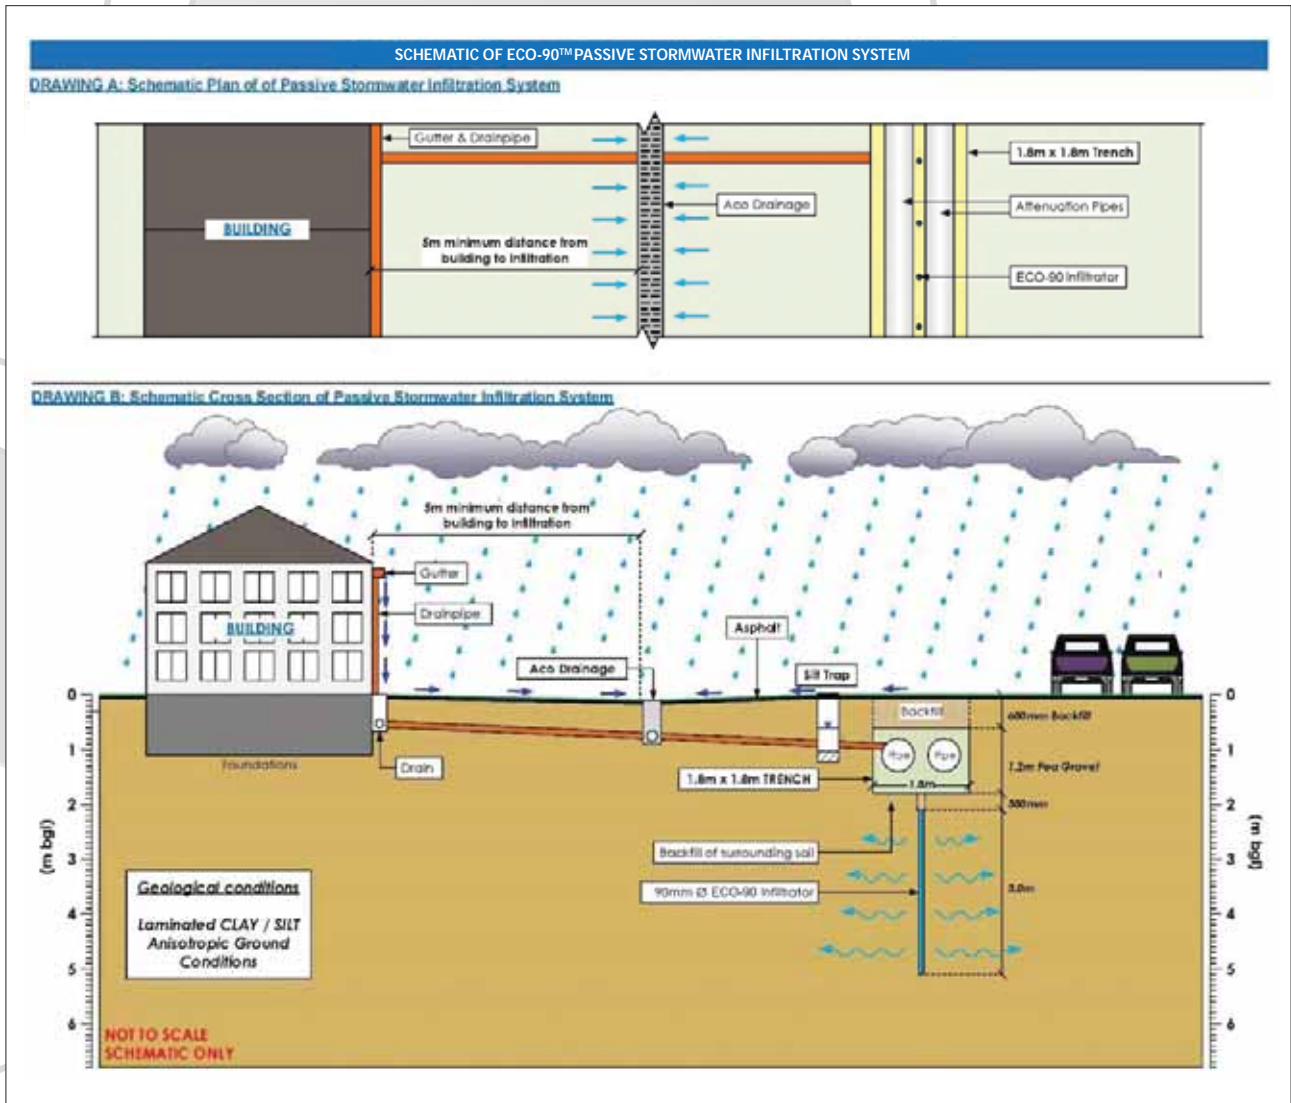 SCHEMATIC OF ECO-90™ PASSIVE STORMWATER INFILTRATION SYSTEM
DRAWING A: Schematic Plan of of Passive Stormwater Infiltration System
Gutter & Drainpipe
1.8m x 1.8m Trench
Aco Drainage
Attenuation Pipes
BUILDING
5m minimum distance from
building to infiltration
ECO-90 Infiltrator
DRAWING B: Schematic Cross Section of Passive Stormwater Infiltration System
5m minimum distance from
building to infiltration
Gutter
Drainpipe
BUILDING
Asphalt
Aco Drainage
Silt Trap
0
0
Backfill
600mm Backfill
1
Pipe
Pipe
1
1.2m Pea Gravel
Foundations
Drain
1.8m x 1.8m TRENCH
1.8m
2
300mm
2
(m bgl)
(m bgl)
3
Backfill of surrounding soil
3
90mm Ø ECO-90 Infiltrator
3.0m
Geological conditions
4
4
Laminated CLAY / SILT
Anisotropic Ground
Conditions
5
5
6
6
NOT TO SCALE
SCHEMATIC ONLY